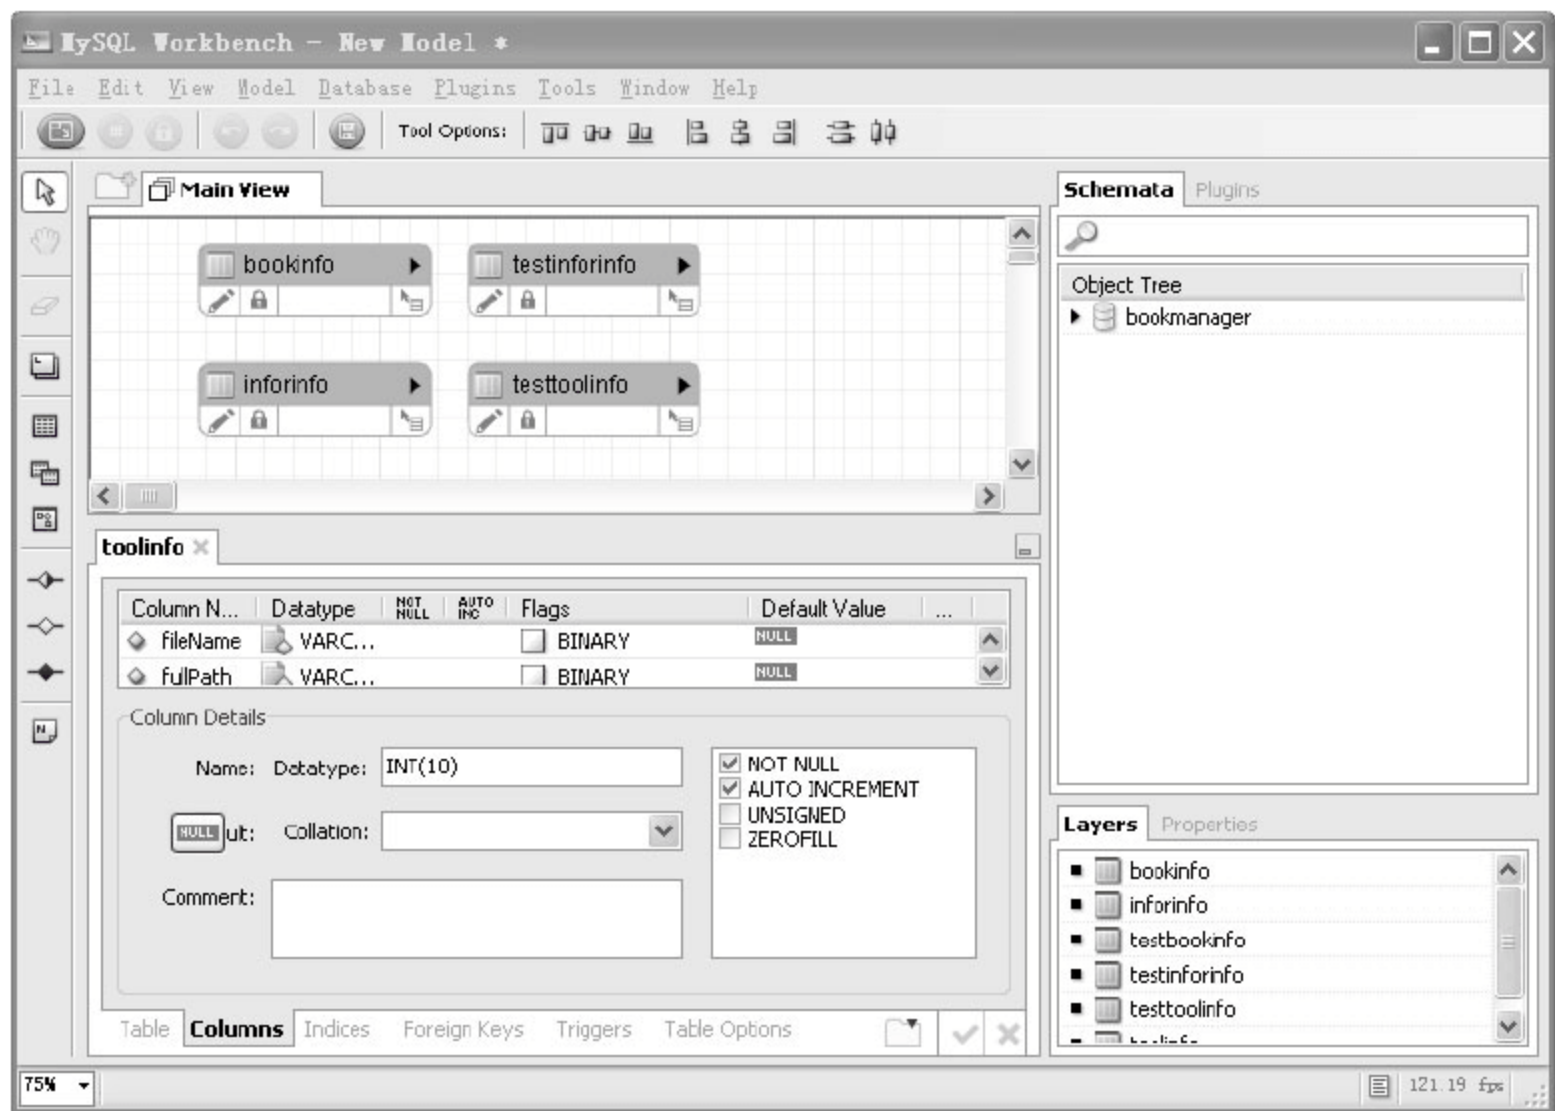 MySQL Workbench - New Model *
File Edit View Model Database Plugins Tools Window Help
Tool Options:
Main View
bookinfo
testinforinfo
inforinfo
testtoolinfo
Schemata Plugins
Object Tree
bookmanager
toolinfo
Column N... Datatype NOT NULL AUTO INC Flags Default Value ...
fileName VARC... BINARY NULL
fullPath VARC... BINARY NULL
Column Details
Name: Datatype: INT(10)
NULL ult: Collation:
Comment:
NOT NULL
AUTO INCREMENT
UNSIGNED
ZEROFILL
Table Columns Indices Foreign Keys Triggers Table Options
Layers Properties
bookinfo
inforinfo
testbookinfo
testinforinfo
testtoolinfo
toolinfo
75%
121.19 fps